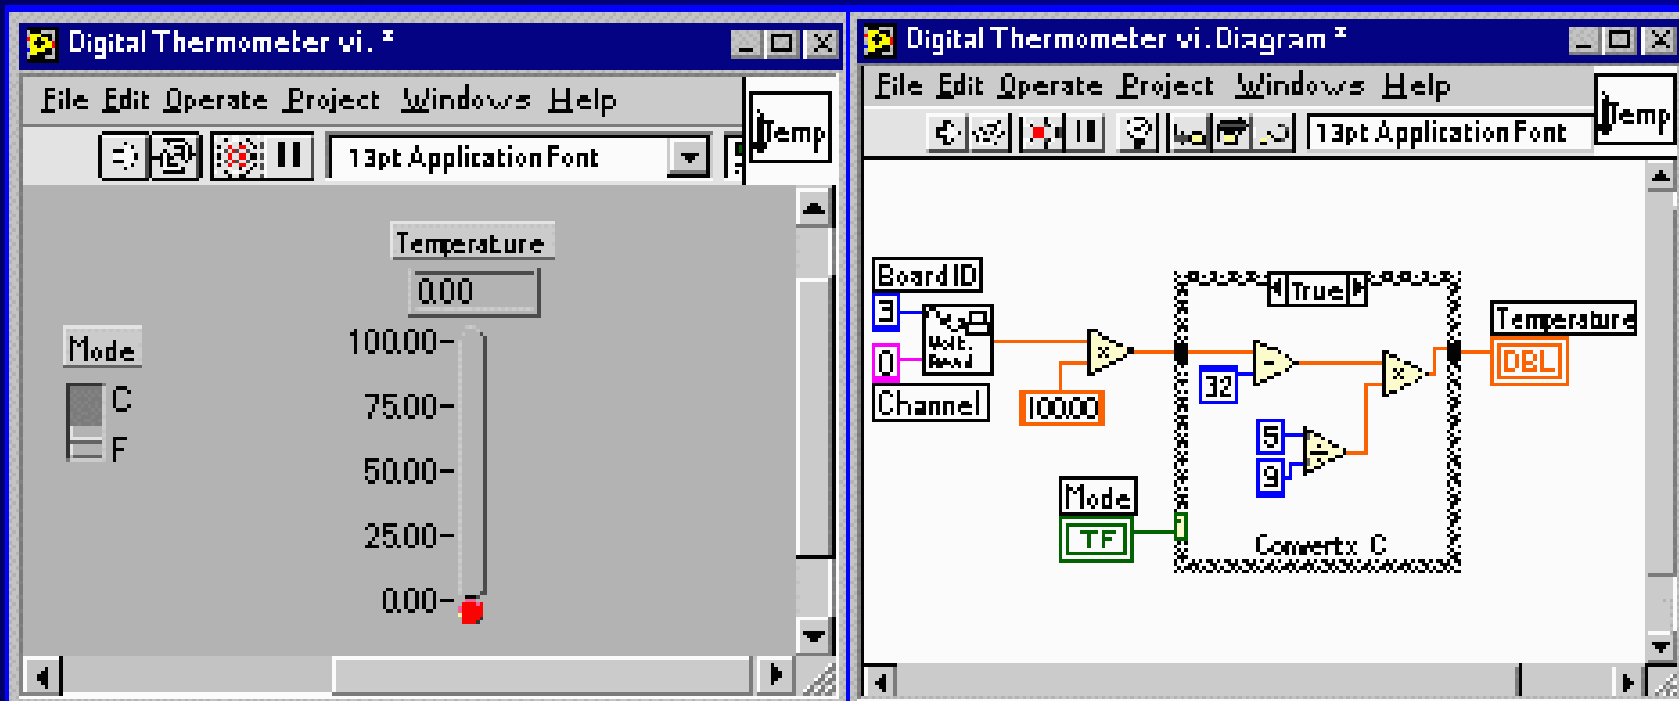 Digital Thermometer vi. *
File Edit Operate Project Windows Help
Temp
13pt Application Font
Temperature
0.00
Mode
C
F
100.00
75.00
50.00
25.00
0.00
Digital Thermometer vi.Diagram *
File Edit Operate Project Windows Help
Temp
13pt Application Font
Board ID
3
0
Channel
100.00
x
True
-
32
x
5
9
÷
Temperature
DBL
Mode
TF
C